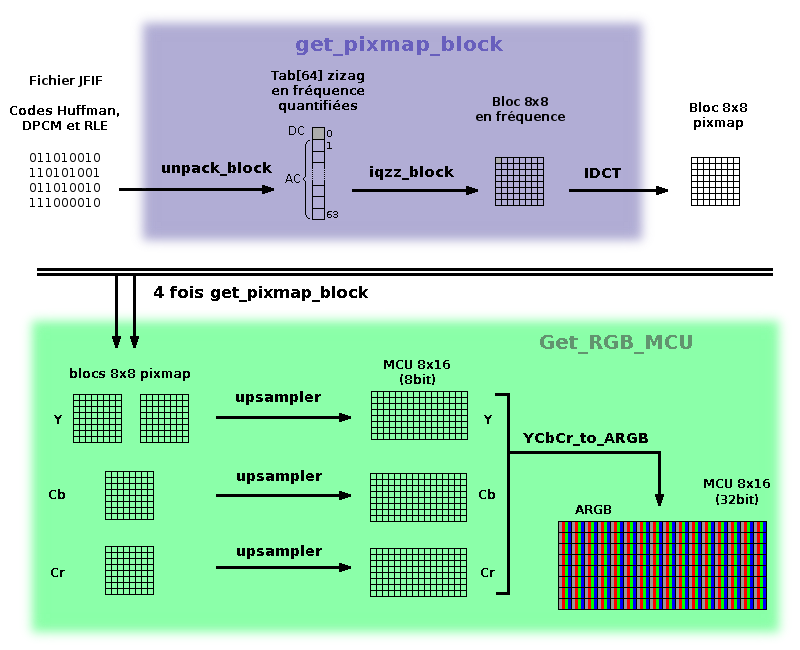 get_pixmap_block
Fichier JFIF
Codes Huffman,
DPCM et RLE
011010010
110101001
011010010
111000010
unpack_block
Tab[64] zizag
en fréquence
quantifiées
DC
0
1
AC
63
iqzz_block
Bloc 8x8
en fréquence
IDCT
Bloc 8x8
pixmap
4 fois get_pixmap_block
Get_RGB_MCU
blocs 8x8 pixmap
Y
upsampler
MCU 8x16
(8bit)
Y
Cb
upsampler
Cb
Cr
upsampler
Cr
YCbCr_to_ARGB
MCU 8x16
(32bit)
ARGB